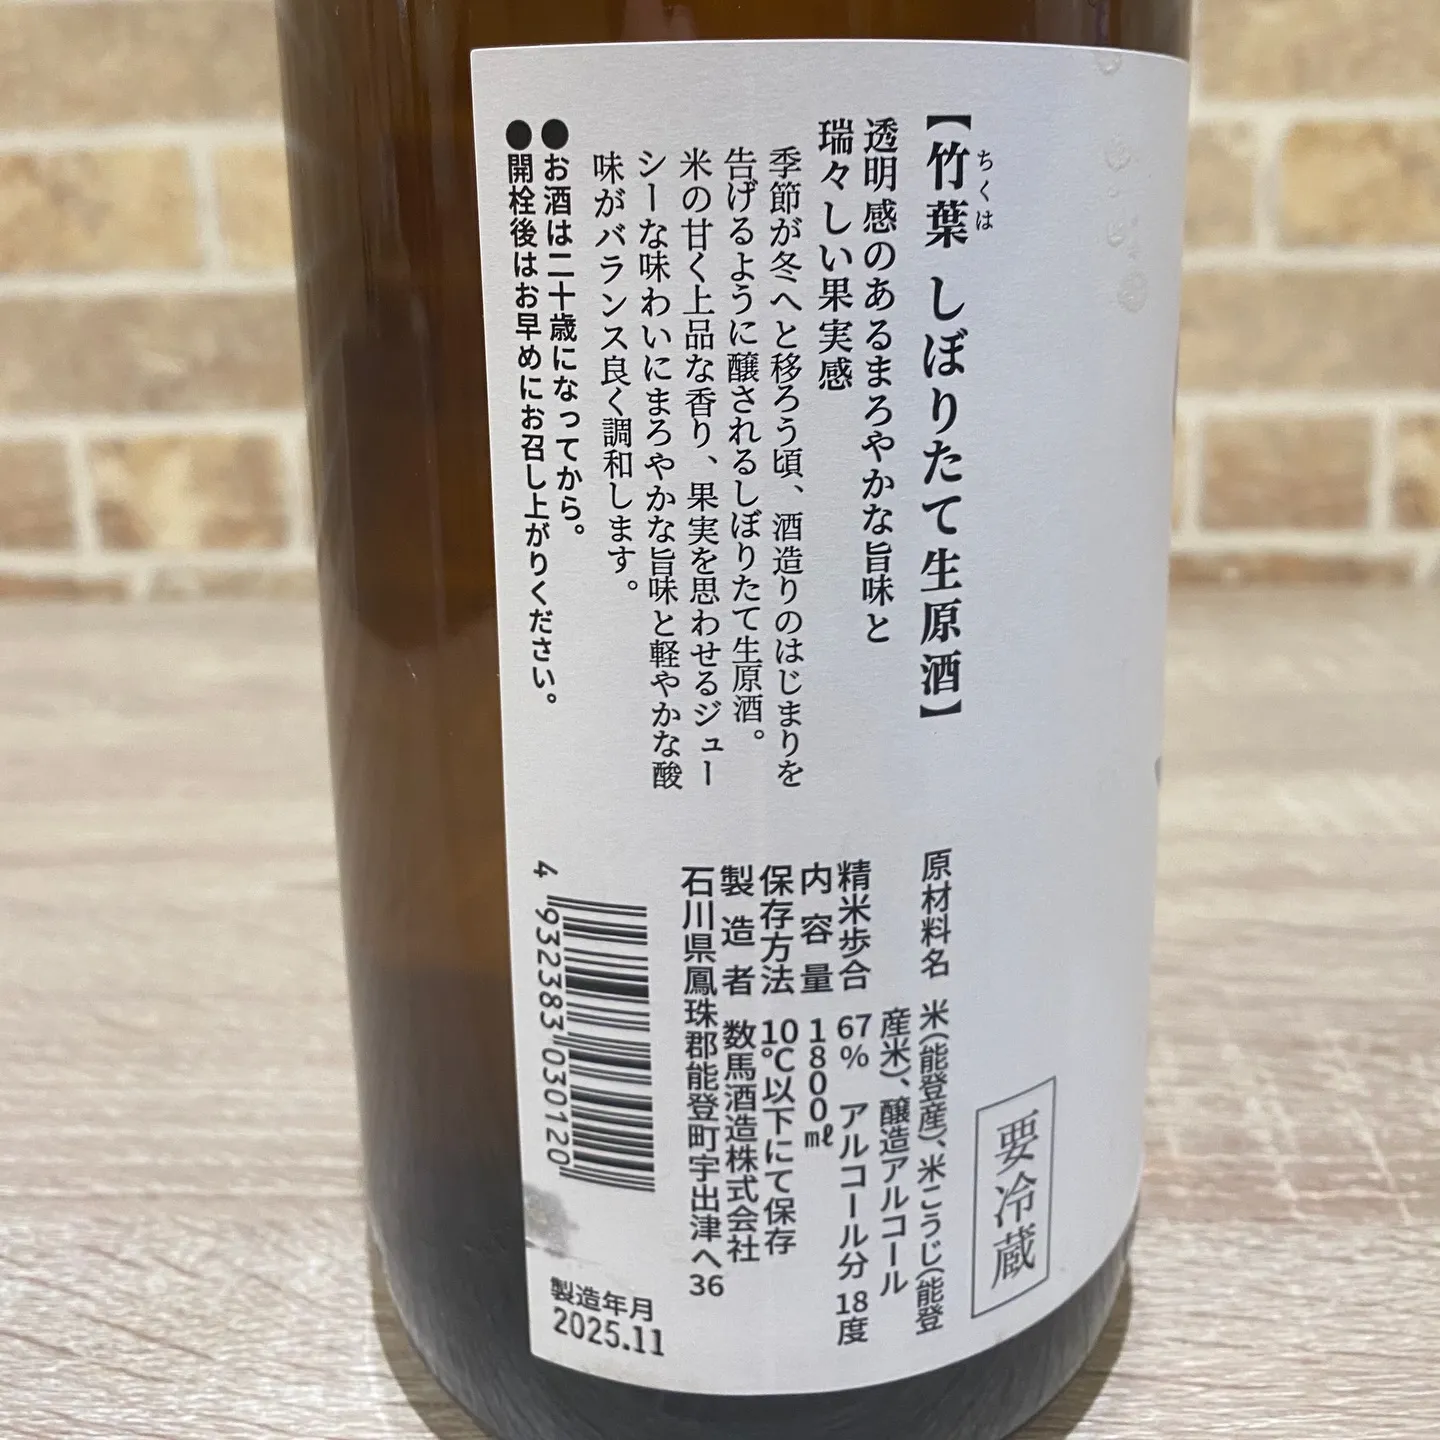 【竹葉 しぼりたて生原酒】
ちくは
透明感のあるまろやかな旨味と
瑞々しい果実感
季節が冬へと移ろう頃、酒造りのはじまりを
告げるように醸されるしぼりたて生原酒。
米の甘く上品な香り、果実を思わせるジュー
シーな味わいにまろやかな旨味と軽やかな酸
味がバランス良く調和します。
●お酒は二十歳になってから。
●開栓後はお早めにお召し上がりください。
要冷蔵
原材料名 米(能登産)、米こうじ(能登
産米)、醸造アルコール
精米歩合 67% アルコール分 18度
内容量 1800㎖
保存方法 10℃以下にて保存
製造者 数馬酒造株式会社
石川県鳳珠郡能登町宇出津ヘ36
4 932383 030120
製造年月
2025.11